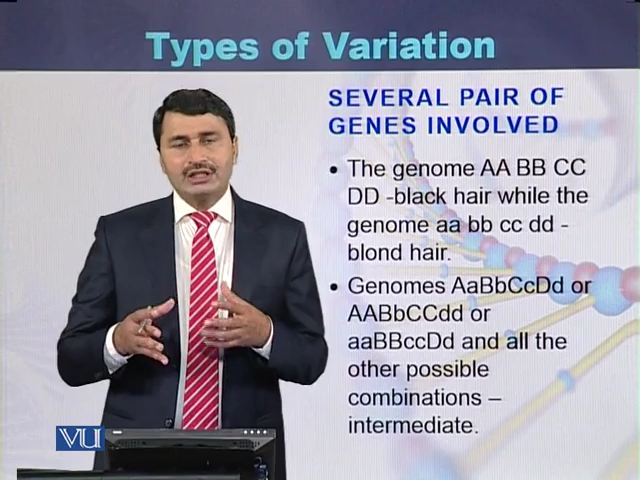 Types of Variation
SEVERAL PAIR OF
GENES INVOLVED
• The genome AA BB CC
DD -black hair while the
genome aa bb cc dd -
blond hair.
• Genomes AaBbCcDd or
AABbCCdd or
aaBBccDd and all the
other possible
combinations –
intermediate.
VU